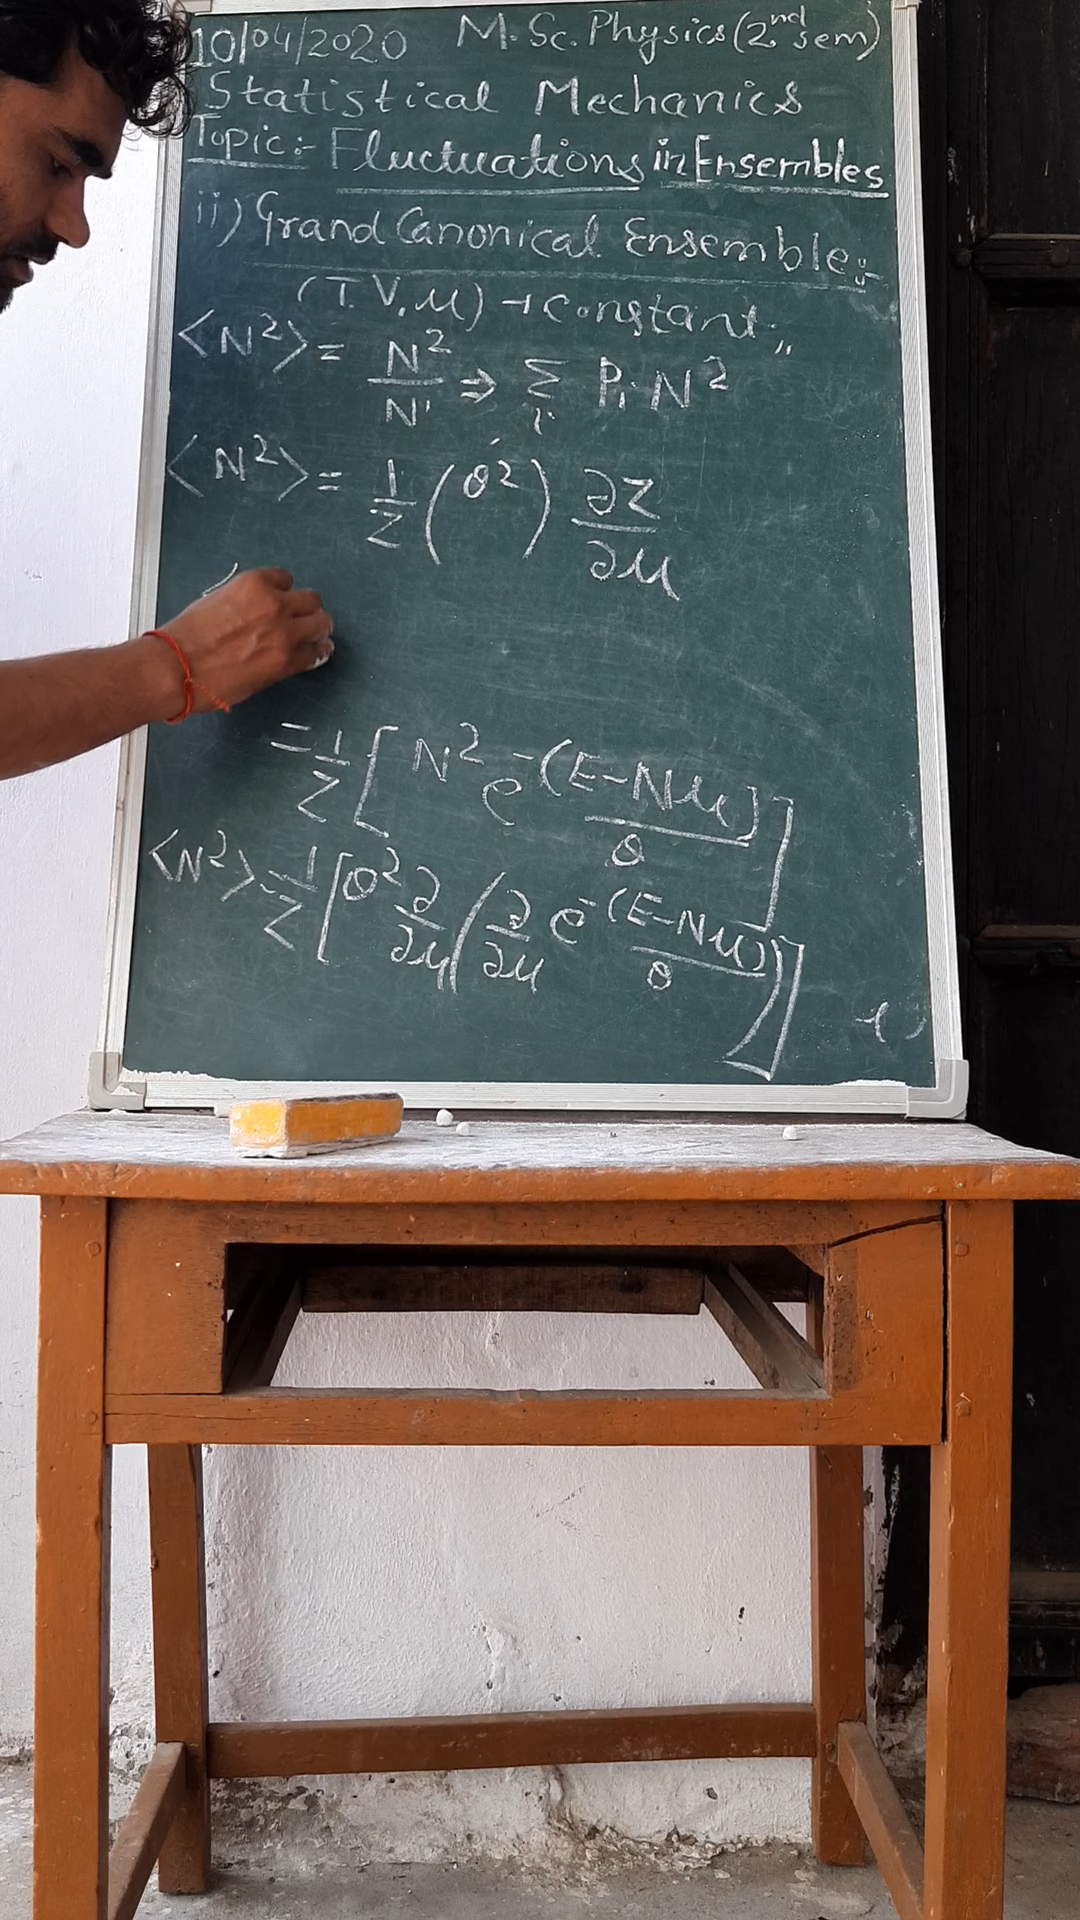 10/04/2020 M.Sc. Physics (2nd sem)
Statistical Mechanics
Topic:- Fluctuations in Ensembles
ii) Grand Canonical Ensemble:-
(T.V.μ) → constant;,
<N²> = N²/N' ⇒ Σi Pi N²
<N²> = 1/Z (θ²) ∂Z/∂μ
<
= 1/Z [N² e^-(E-Nμ)/θ]
<N²> = 1/Z [θ² ∂/∂μ (∂/∂μ e^-(E-Nμ)/θ)]